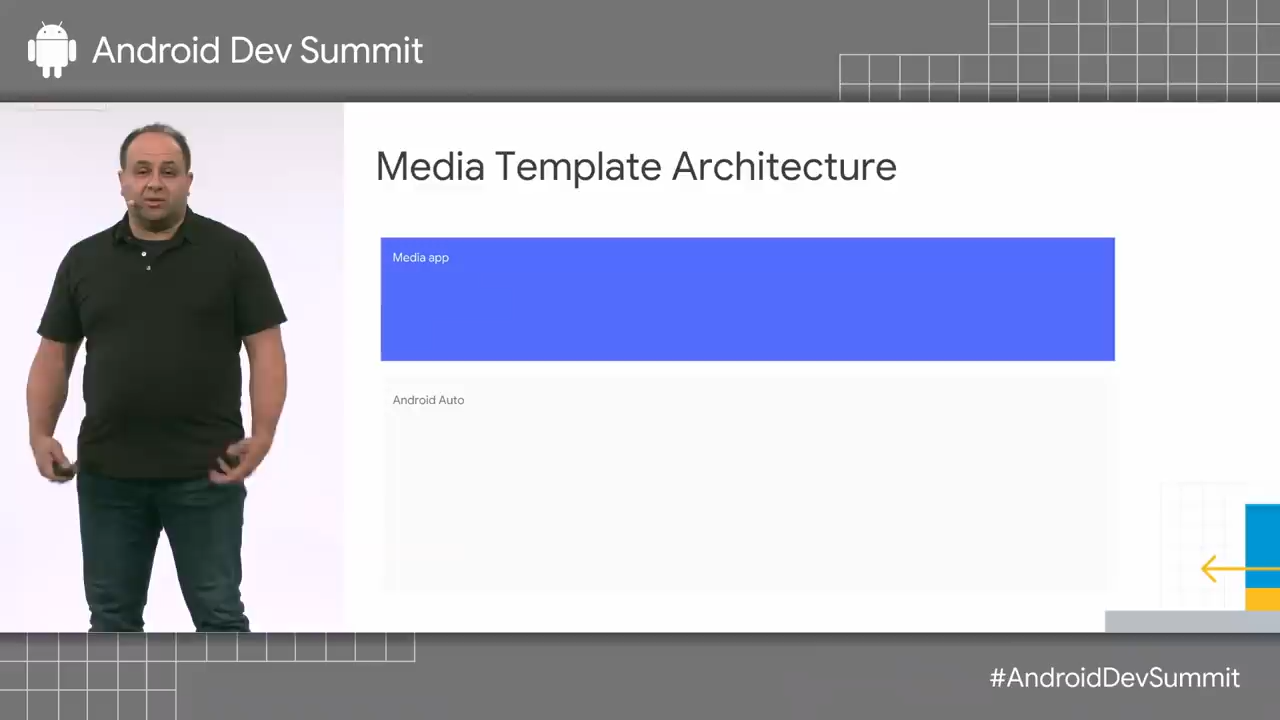 Android Dev Summit
Media Template Architecture
Media app
Android Auto
#AndroidDevSummit